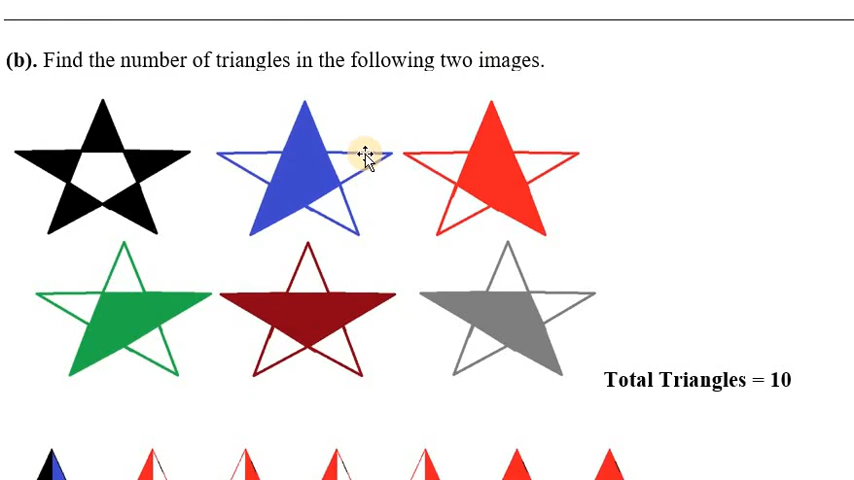 (b). Find the number of triangles in the following two images.
Total Triangles = 10